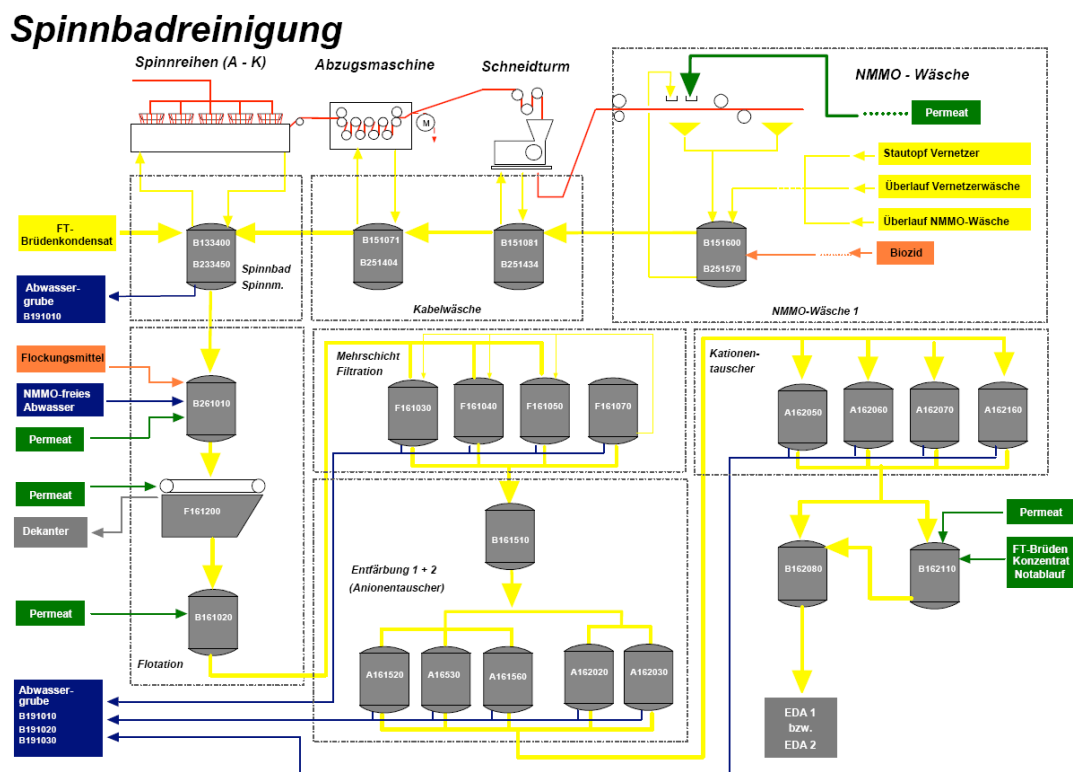 Spinnbadreinigung
Spinnreihen (A - K)
Abzugsmaschine
Schneidturm
NMMO - Wäsche
M
Permeat
Stautopf Vernetzer
Überlauf Vernetzerwäsche
Überlauf NMMO-Wäsche
Biozid
FT-
Brüdenkondensat
B133400
B233450
B151071
B251404
B151081
B251434
B151600
B251570
Spinnbad
Spinnm.
Kabelwäsche
NMMO-Wäsche 1
Abwasser-
grube
B191010
Flockungsmittel
NMMO-freies
Abwasser
Permeat
B261010
Permeat
Dekanter
F161200
Permeat
B161020
Flotation
Mehrschicht
Filtration
F161030
F161040
F161050
F161070
Kationen-
tauscher
A162050
A162060
A162070
A162160
B161510
Entfärbung 1 + 2
(Anionentauscher)
A161520
A16530
A161560
A162020
A162030
Permeat
FT-Brüden
Konzentrat
Notablauf
B162080
B162110
Abwasser-
grube
B191010
B191020
B191030
EDA 1
bzw.
EDA 2